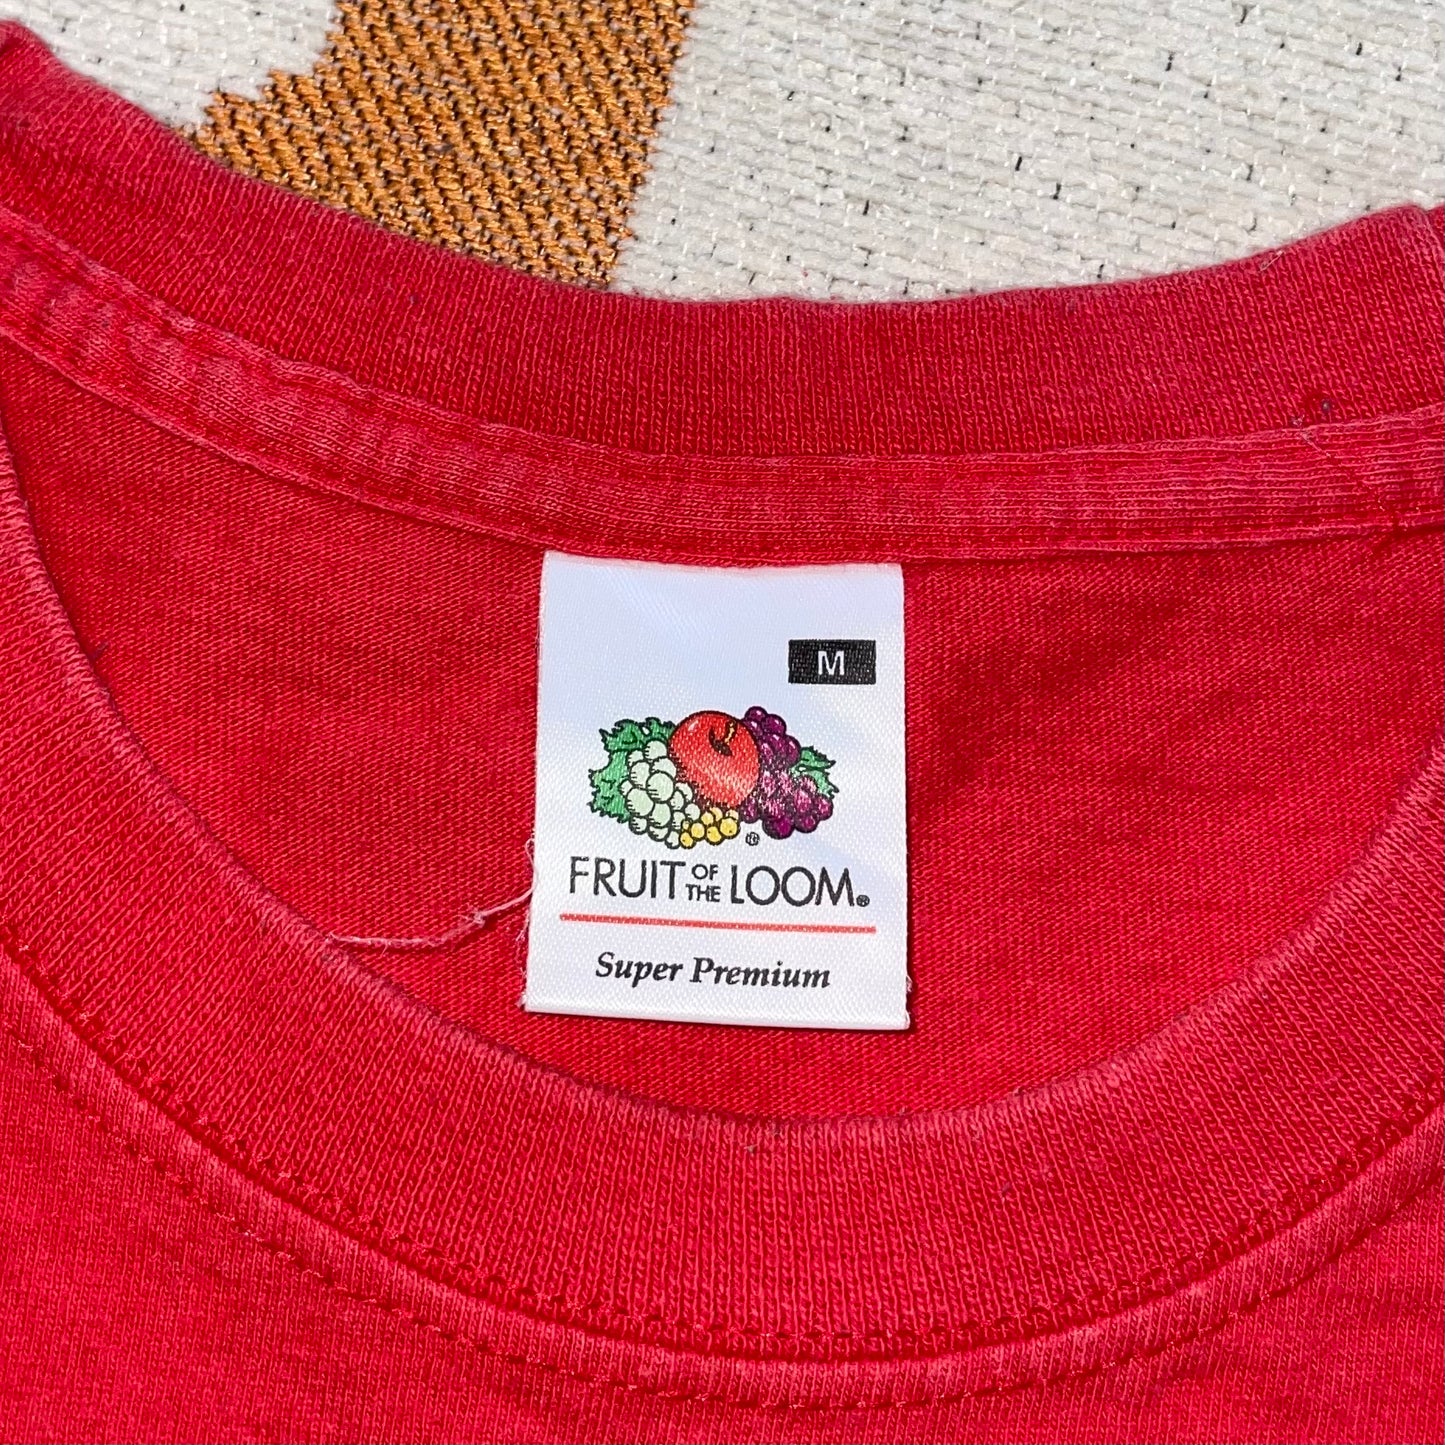 M
®
FRUIT OF THE LOOM®
Super Premium